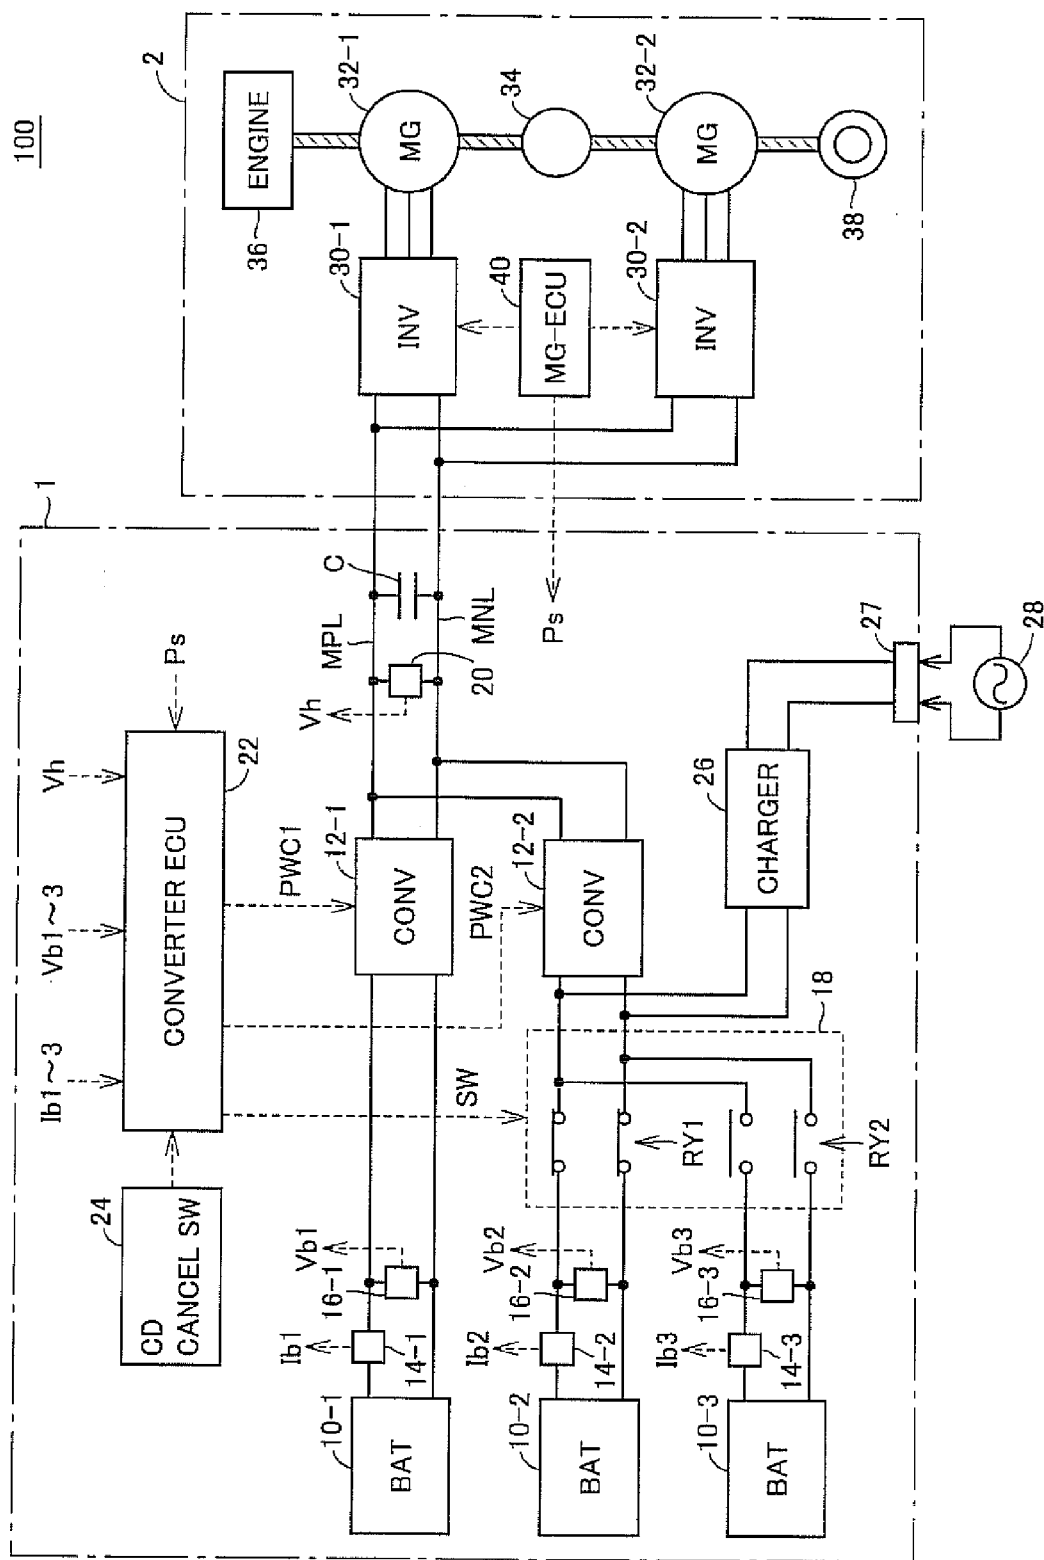 100
1
2
24
CD
CANCEL SW
Ib1~3
Vb1~3
Vh
Ps
CONVERTER ECU
22
SW
PWC2
PWC1
10-1
BAT
Ib1
14-1
16-1
Vb1
12-1
CONV
Vh
20
MPL
MNL
C
10-2
BAT
Ib2
14-2
16-2
Vb2
12-2
CONV
10-3
BAT
Ib3
14-3
16-3
Vb3
RY1
RY2
18
26
CHARGER
27
28
Ps
30-1
INV
40
MG-ECU
30-2
INV
36
ENGINE
32-1
MG
34
32-2
MG
38